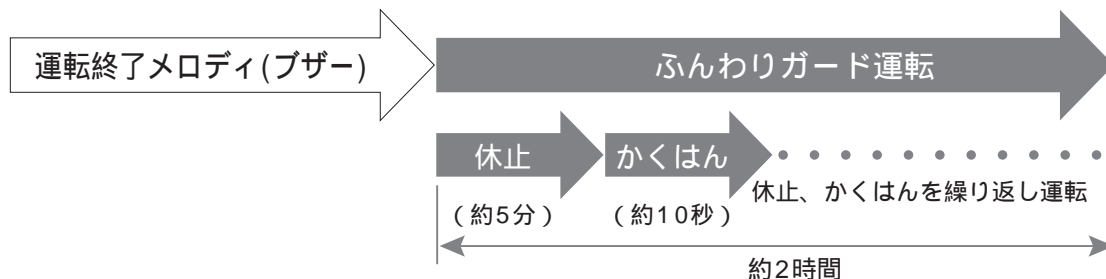 運転終了メロディ(ブザー)
ふんわりガード運転
休止
かくはん
休止、かくはんを繰り返し運転
(約5分)
(約10秒)
約2時間